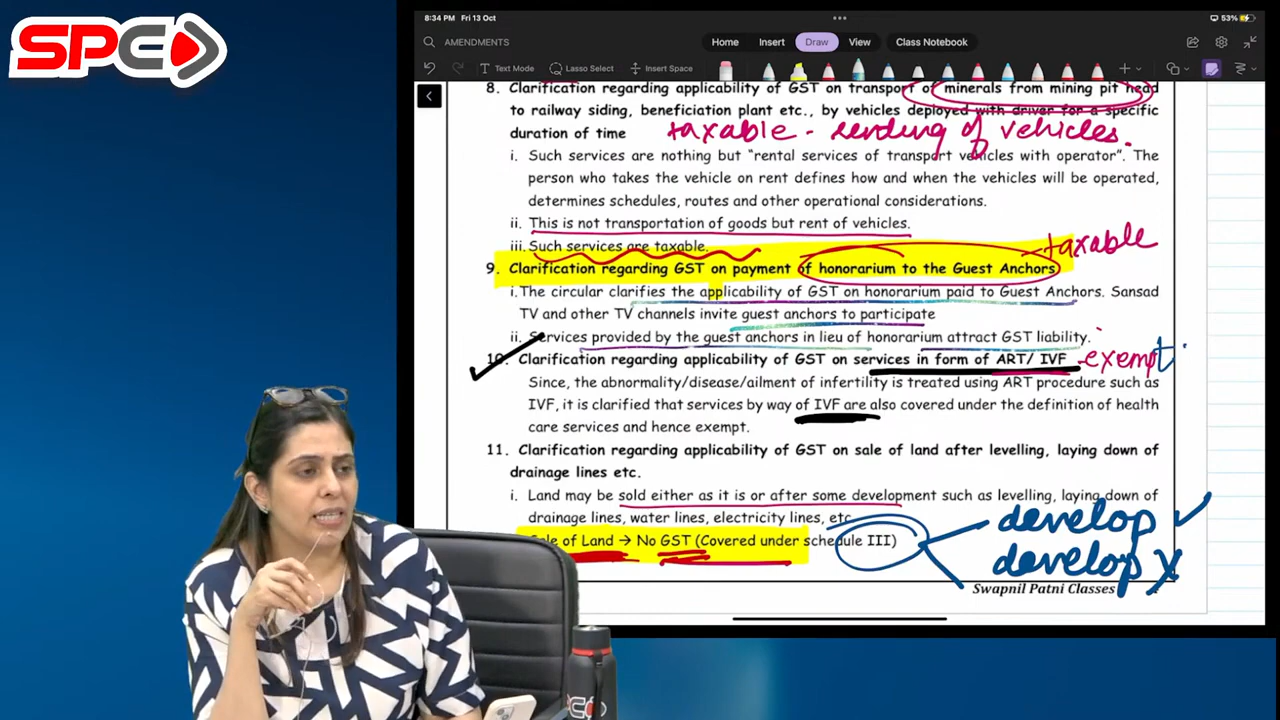 SPC
8:34 PM Fri 13 Oct
53%
AMENDMENTS
Home Insert Draw View Class Notebook
Text Mode Lasso Select Insert Space
8. Clarification regarding applicability of GST on transport of minerals from mining pit head
to railway siding, beneficiation plant etc., by vehicles deployed with driver for a specific
duration of time taxable - rending of vehicles.
i. Such services are nothing but “rental services of transport vehicles with operator”. The
person who takes the vehicle on rent defines how and when the vehicles will be operated,
determines schedules, routes and other operational considerations.
ii. This is not transportation of goods but rent of vehicles.
iii. Such services are taxable.
taxable
9. Clarification regarding GST on payment of honorarium to the Guest Anchors
i. The circular clarifies the applicability of GST on honorarium paid to Guest Anchors. Sansad
TV and other TV channels invite guest anchors to participate
ii. Services provided by the guest anchors in lieu of honorarium attract GST liability.
10. Clarification regarding applicability of GST on services in form of ART/ IVF - exempt
Since, the abnormality/disease/ailment of infertility is treated using ART procedure such as
IVF, it is clarified that services by way of IVF are also covered under the definition of health
care services and hence exempt.
11. Clarification regarding applicability of GST on sale of land after levelling, laying down of
drainage lines etc.
i. Land may be sold either as it is or after some development such as levelling, laying down of
drainage lines, water lines, electricity lines, etc.
develop ✓
Sale of Land → No GST (Covered under schedule III)
develop X
Swapnil Patni Classes
SPC